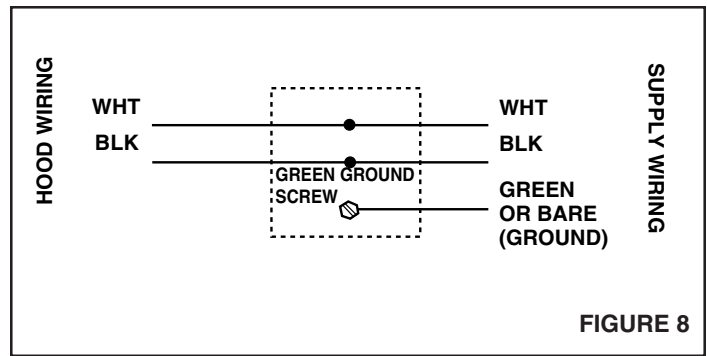 HOOD WIRING
WHT
BLK
GREEN GROUND
SCREW
WHT
BLK
GREEN
OR BARE
(GROUND)
SUPPLY WIRING
FIGURE 8